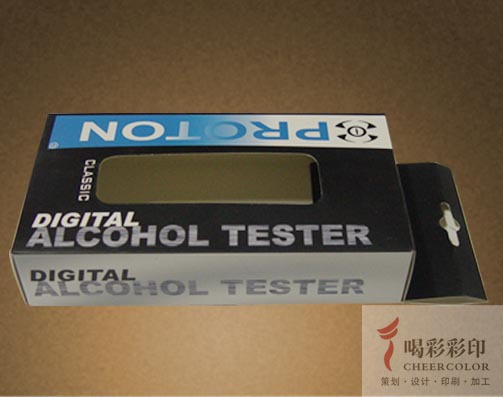 PROTON
®
CLASSIC
DIGITAL
ALCOHOL TESTER
DIGITAL
ALCOHOL TESTER
喝彩彩印
CHEERCOLOR
策划·设计·印刷·加工